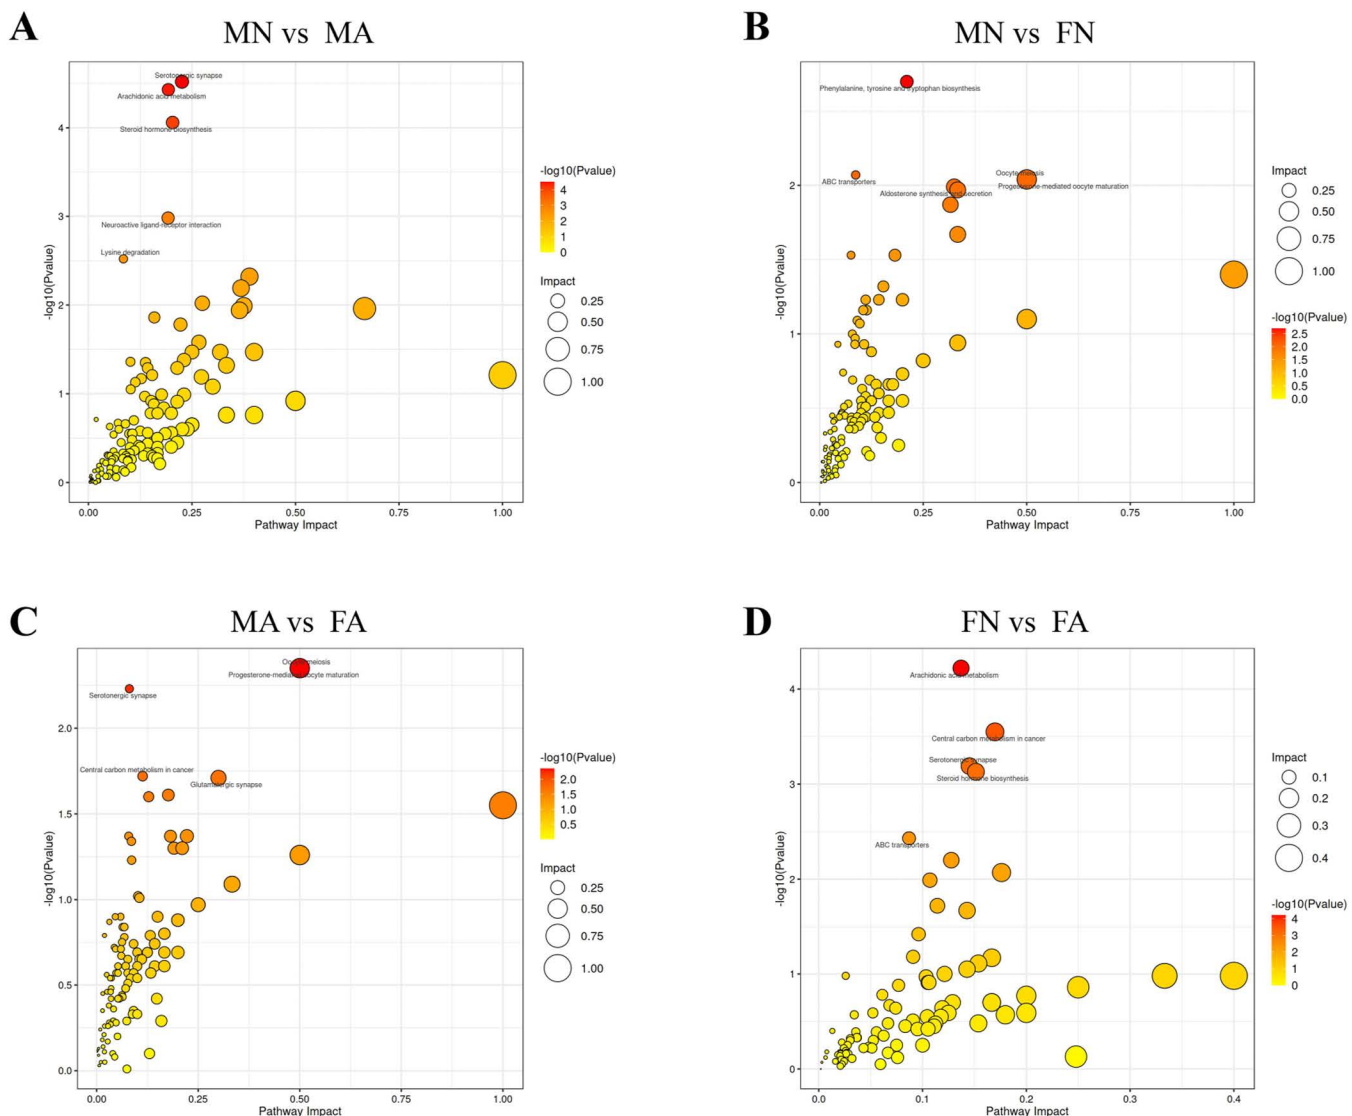 A
MN vs MA
Serotonergic synapse
Arachidonic acid metabolism
Steroid hormone biosynthesis
Neuroactive ligand-receptor interaction
Lysine degradation
-log10(Pvalue)
4
3
2
1
0
0.00
0.25
0.50
0.75
1.00
Pathway Impact
-log10(Pvalue)
4
3
2
1
0
Impact
0.25
0.50
0.75
1.00
B
MN vs FN
Phenylalanine, tyrosine and tryptophan biosynthesis
ABC transporters
Oocyte meiosis
Progesterone-mediated oocyte maturation
Aldosterone synthesis and secretion
-log10(Pvalue)
2
1
0
0.00
0.25
0.50
0.75
1.00
Pathway Impact
Impact
0.25
0.50
0.75
1.00
-log10(Pvalue)
2.5
2.0
1.5
1.0
0.5
0.0
C
MA vs FA
Oocyte meiosis
Progesterone-mediated oocyte maturation
Serotonergic synapse
Central carbon metabolism in cancer
Glutamatergic synapse
-log10(Pvalue)
2.0
1.5
1.0
0.5
0.0
0.00
0.25
0.50
0.75
1.00
Pathway Impact
-log10(Pvalue)
2.0
1.5
1.0
0.5
Impact
0.25
0.50
0.75
1.00
D
FN vs FA
Arachidonic acid metabolism
Central carbon metabolism in cancer
Serotonergic synapse
Steroid hormone biosynthesis
ABC transporters
-log10(Pvalue)
4
3
2
1
0
0.0
0.1
0.2
0.3
0.4
Pathway Impact
Impact
0.1
0.2
0.3
0.4
-log10(Pvalue)
4
3
2
1
0